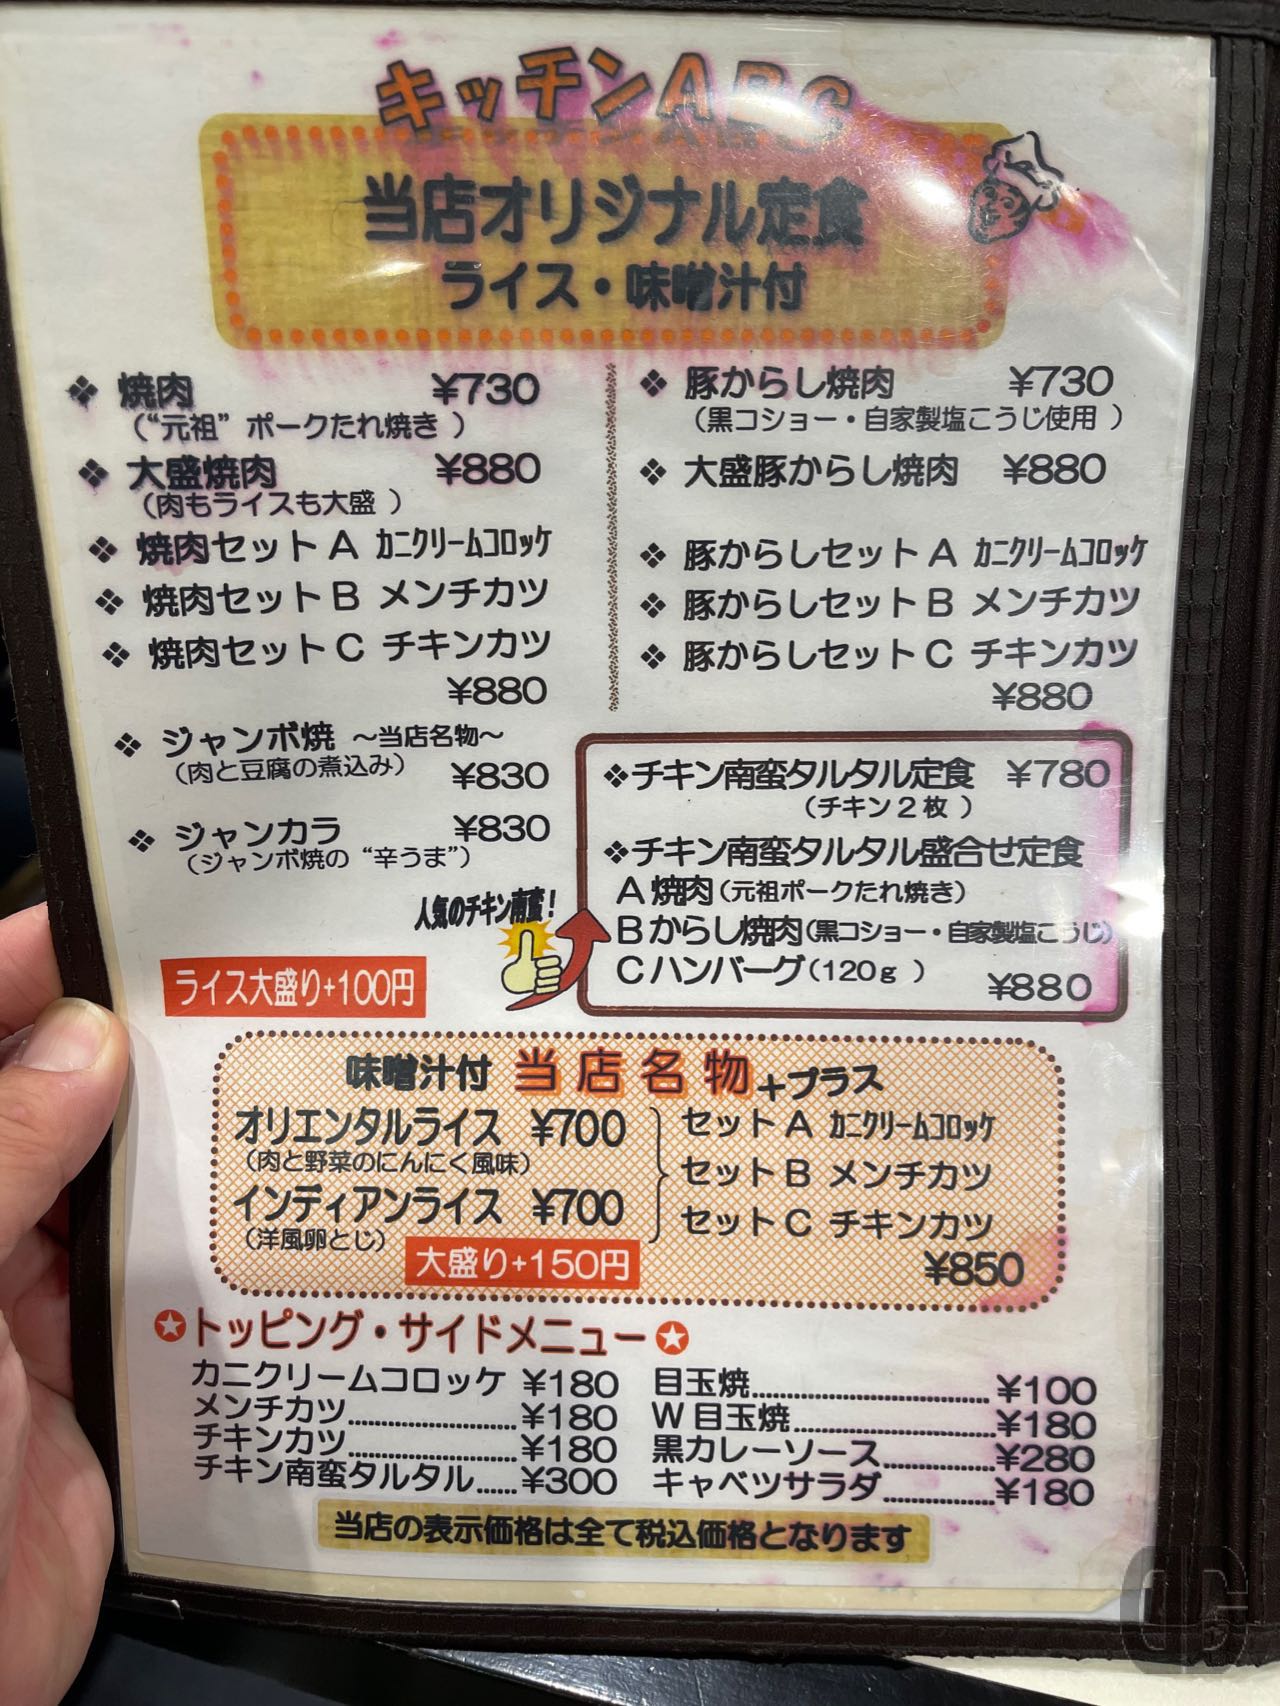 キッチンABC
当店オリジナル定食
ライス・味噌汁付
❖ 焼肉 ¥730
（“元祖”ポークたれ焼き）
❖ 大盛焼肉 ¥880
（肉もライスも大盛）
❖ 焼肉セットA ｶﾆｸﾘｰﾑｺﾛｯｹ
❖ 焼肉セットB メンチカツ
❖ 焼肉セットC チキンカツ
¥880
❖ ジャンボ焼 ～当店名物～
（肉と豆腐の煮込み） ¥830
❖ ジャンカラ ¥830
（ジャンボ焼の“辛うま”）
❖ 豚からし焼肉 ¥730
（黒コショー・自家製塩こうじ使用）
❖ 大盛豚からし焼肉 ¥880
❖ 豚からしセットA ｶﾆｸﾘｰﾑｺﾛｯｹ
❖ 豚からしセットB メンチカツ
❖ 豚からしセットC チキンカツ
¥880
❖チキン南蛮タルタル定食 ¥780
（チキン2枚）
❖チキン南蛮タルタル盛合せ定食
A 焼肉（元祖ポークたれ焼き）
B からし焼肉（黒コショー・自家製塩こうじ）
C ハンバーグ（120g）
¥880
人気のチキン南蛮！
ライス大盛り+100円
味噌汁付 当店名物 +プラス
オリエンタルライス ¥700
（肉と野菜のにんにく風味）
インディアンライス ¥700
（洋風卵とじ）
大盛り+150円
セットA ｶﾆｸﾘｰﾑｺﾛｯｹ
セットB メンチカツ
セットC チキンカツ
¥850
✪トッピング・サイドメニュー✪
カニクリームコロッケ ¥180
メンチカツ................¥180
チキンカツ................¥180
チキン南蛮タルタル......¥300
目玉焼......................¥100
W目玉焼...................¥180
黒カレーソース............¥280
キャベツサラダ............¥180
当店の表示価格は全て税込価格となります